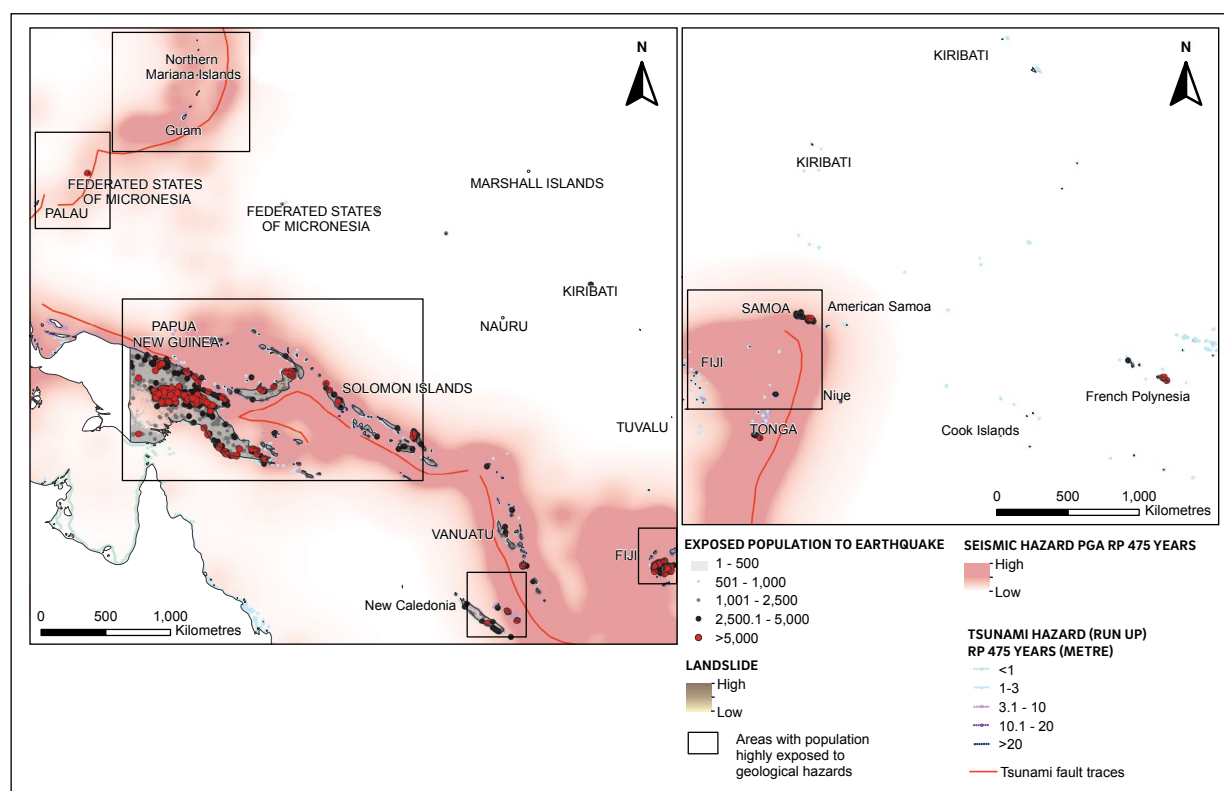 N
Northern
Mariana Islands
Guam
FEDERATED STATES
OF MICRONESIA
PALAU
MARSHALL ISLANDS
FEDERATED STATES
OF MICRONESIA
KIRIBATI
NAURU
PAPUA
NEW GUINEA
SOLOMON ISLANDS
TUVALU
VANUATU
FIJI
New Caledonia
0 500 1,000
Kilometres
N
KIRIBATI
KIRIBATI
SAMOA
American Samoa
FIJI
Niue
TONGA
French Polynesia
Cook Islands
0 500 1,000
Kilometres
EXPOSED POPULATION TO EARTHQUAKE
1 - 500
501 - 1,000
1,001 - 2,500
2,500.1 - 5,000
>5,000
LANDSLIDE
High
Low
Areas with population
highly exposed to
geological hazards
SEISMIC HAZARD PGA RP 475 YEARS
High
Low
TSUNAMI HAZARD (RUN UP)
RP 475 YEARS (METRE)
<1
1-3
3.1 - 10
10.1 - 20
>20
Tsunami fault traces